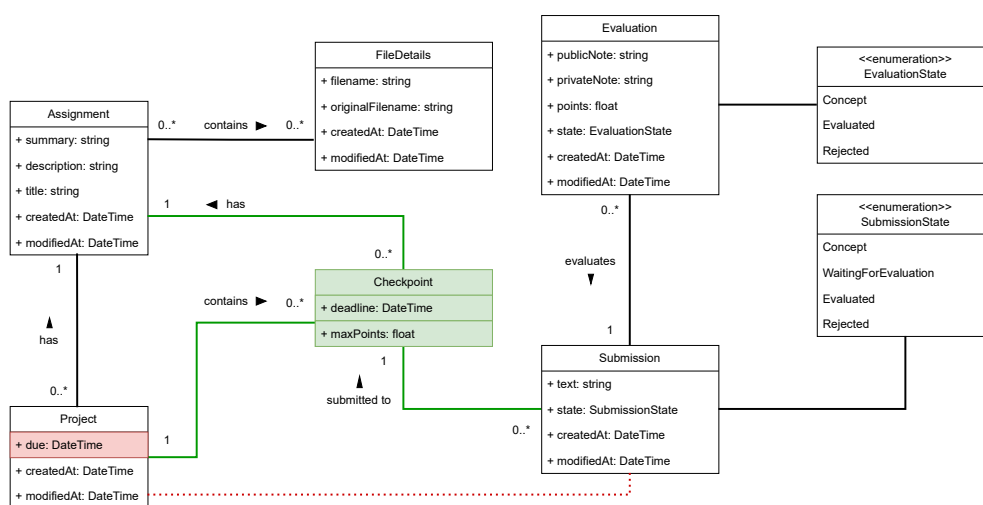 FileDetails
+ filename: string
+ originalFilename: string
+ createdAt: DateTime
+ modifiedAt: DateTime
Evaluation
+ publicNote: string
+ privateNote: string
+ points: float
+ state: EvaluationState
+ createdAt: DateTime
+ modifiedAt: DateTime
<<enumeration>>
EvaluationState
Concept
Evaluated
Rejected
Assignment
+ summary: string
+ description: string
+ title: string
+ createdAt: DateTime
+ modifiedAt: DateTime
0..* contains 0..*
1 has
0..*
<<enumeration>>
SubmissionState
Concept
WaitingForEvaluation
Evaluated
Rejected
0..*
evaluates
1
Checkpoint
+ deadline: DateTime
+ maxPoints: float
1
has
0..*
contains 0..*
1
1
submitted to
0..*
Submission
+ text: string
+ state: SubmissionState
+ createdAt: DateTime
+ modifiedAt: DateTime
Project
+ due: DateTime
+ createdAt: DateTime
+ modifiedAt: DateTime